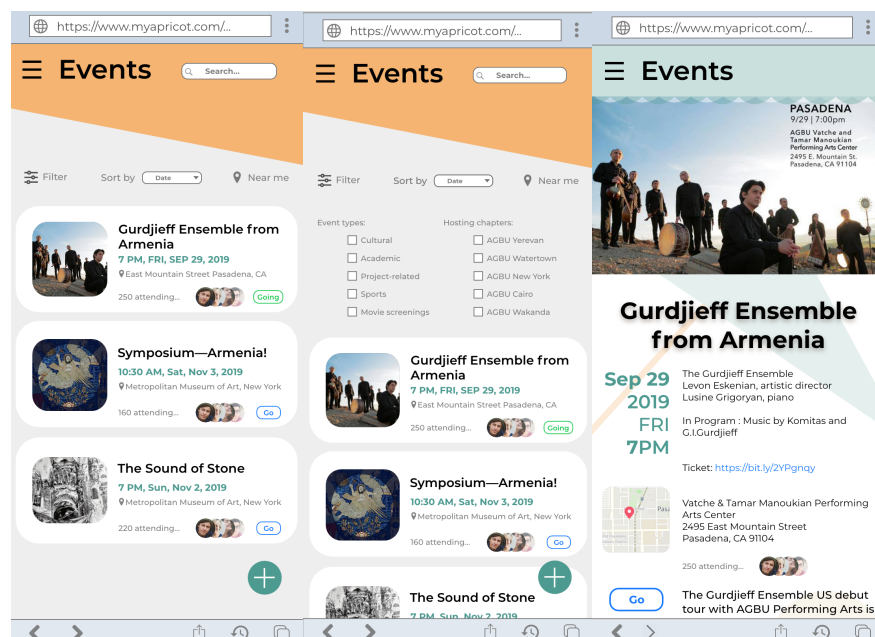 https://www.myapricot.com/...
Events
Search...
Filter
Sort by
Date
Near me
Gurdjieff Ensemble from
Armenia
7 PM, FRI, SEP 29, 2019
East Mountain Street Pasadena, CA
250 attending...
Going
Symposium—Armenia!
10:30 AM, Sat, Nov 3, 2019
Metropolitan Museum of Art, New York
160 attending...
Go
The Sound of Stone
7 PM, Sun, Nov 2, 2019
Metropolitan Museum of Art, New York
220 attending...
Go
https://www.myapricot.com/...
Events
Search...
Filter
Sort by
Date
Near me
Event types:
Cultural
Academic
Project-related
Sports
Movie screenings
Hosting chapters:
AGBU Yerevan
AGBU Watertown
AGBU New York
AGBU Cairo
AGBU Wakanda
Gurdjieff Ensemble from
Armenia
7 PM, FRI, SEP 29, 2019
East Mountain Street Pasadena, CA
250 attending...
Going
Symposium—Armenia!
10:30 AM, Sat, Nov 3, 2019
Metropolitan Museum of Art, New York
160 attending...
Go
The Sound of Stone
7 PM, Sun, Nov 2, 2019
https://www.myapricot.com/...
Events
PASADENA
9/29 | 7:00pm
AGBU Vatche and
Tamar Manoukian
Performing Arts Center
2495 E. Mountain St.
Pasadena, CA 91104
Gurdjieff Ensemble
from Armenia
Sep 29
2019
FRI
7PM
The Gurdjieff Ensemble
Levon Eskenian, artistic director
Lusine Grigoryan, piano
In Program : Music by Komitas and
G.I.Gurdjieff
Ticket: https://bit.ly/2YPgnqy
Pasa
Vatche & Tamar Manoukian Performing
Arts Center
2495 East Mountain Street
Pasadena, CA 91104
250 attending...
Go
The Gurdjieff Ensemble US debut
tour with AGBU Performing Arts is